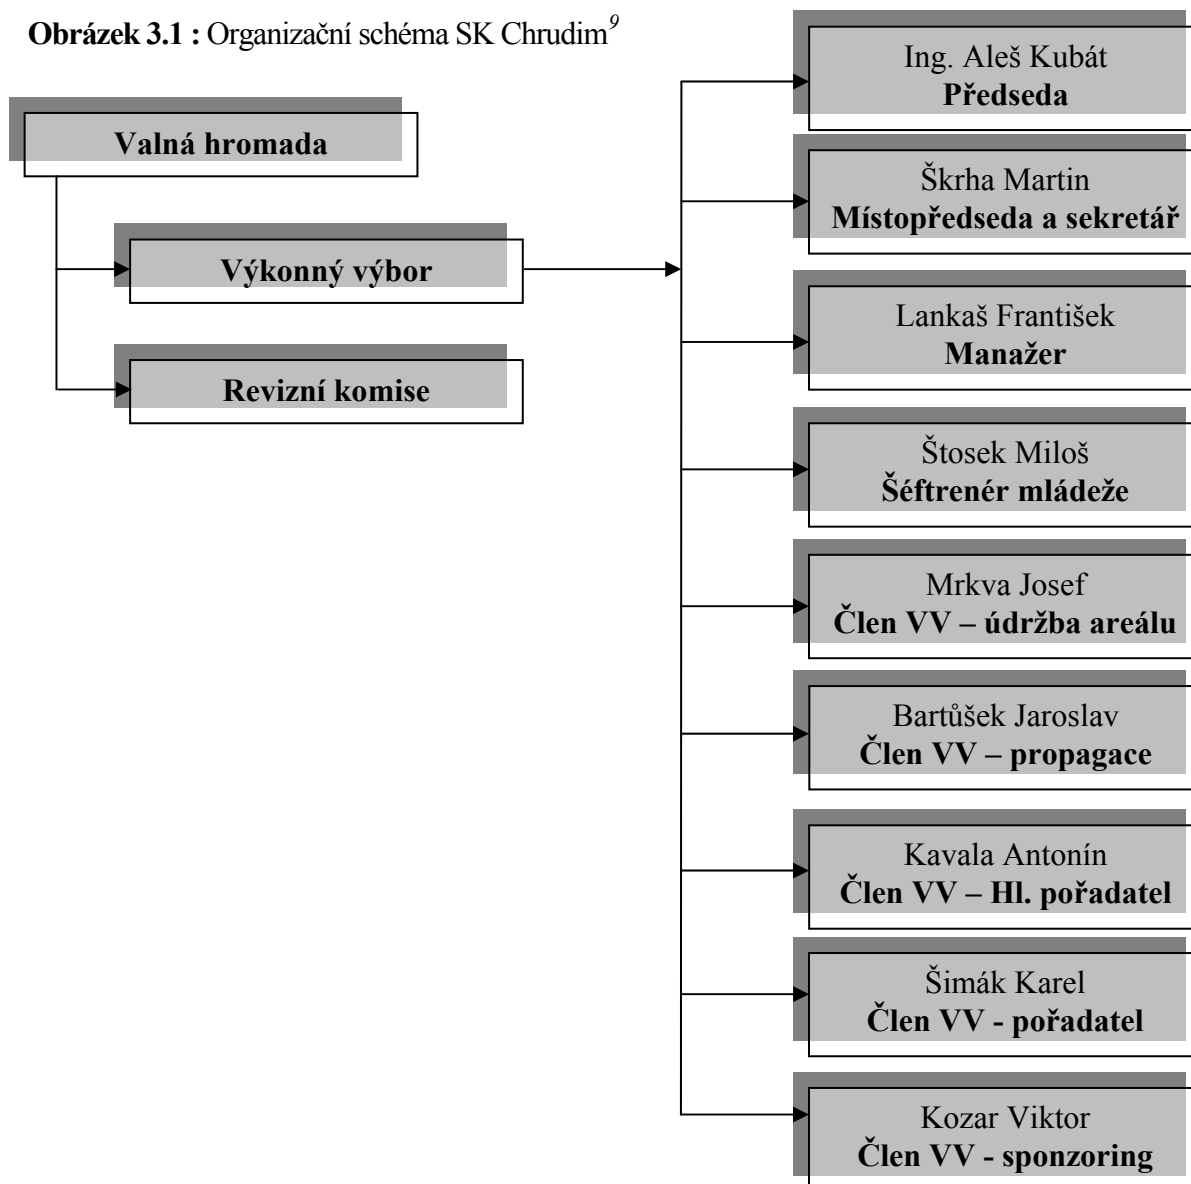 Obrázek 3.1 : Organizační schéma SK Chrudim⁹
Valná hromada
Výkonný výbor
Revizní komise
Ing. Aleš Kubát
Předseda
Škrha Martin
Místopředseda a sekretář
Lankaš František
Manažer
Štosek Miloš
Šéftrenér mládeže
Mrkva Josef
Člen VV – údržba areálu
Bartůšek Jaroslav
Člen VV – propagace
Kavala Antonín
Člen VV – Hl. pořadatel
Šimák Karel
Člen VV - pořadatel
Kozar Viktor
Člen VV - sponzoring